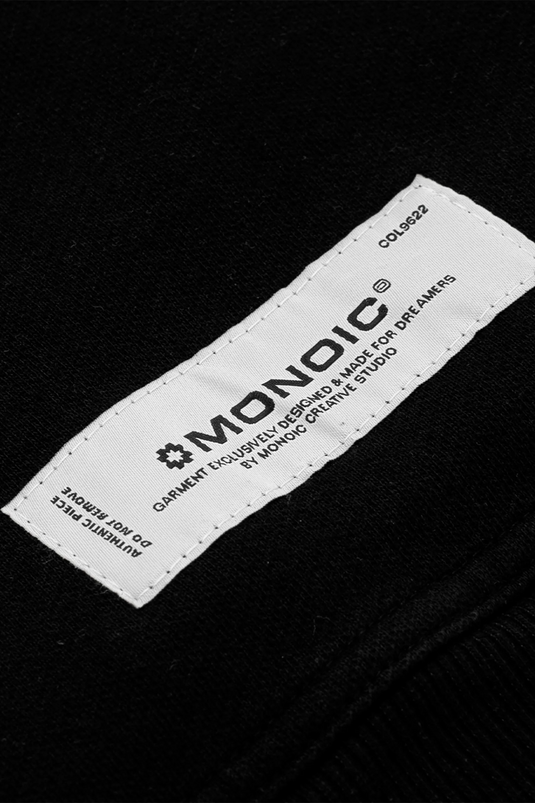 COL9622
MONOIC
GARMENT EXCLUSIVELY DESIGNED & MADE FOR DREAMERS
BY MONOIC CREATIVE STUDIO
AUTHENTIC PIECE
DO NOT REMOVE